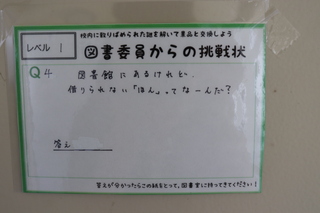 校内に散りばめられた謎を解いて景品と交換しよう
レベル 1
図書委員からの挑戦状
Q4 図書館にあるけれど、
借りられない「ほん」ってなーんだ？
答え
答えが分かったらこの紙をとって、図書室に持ってきてください！